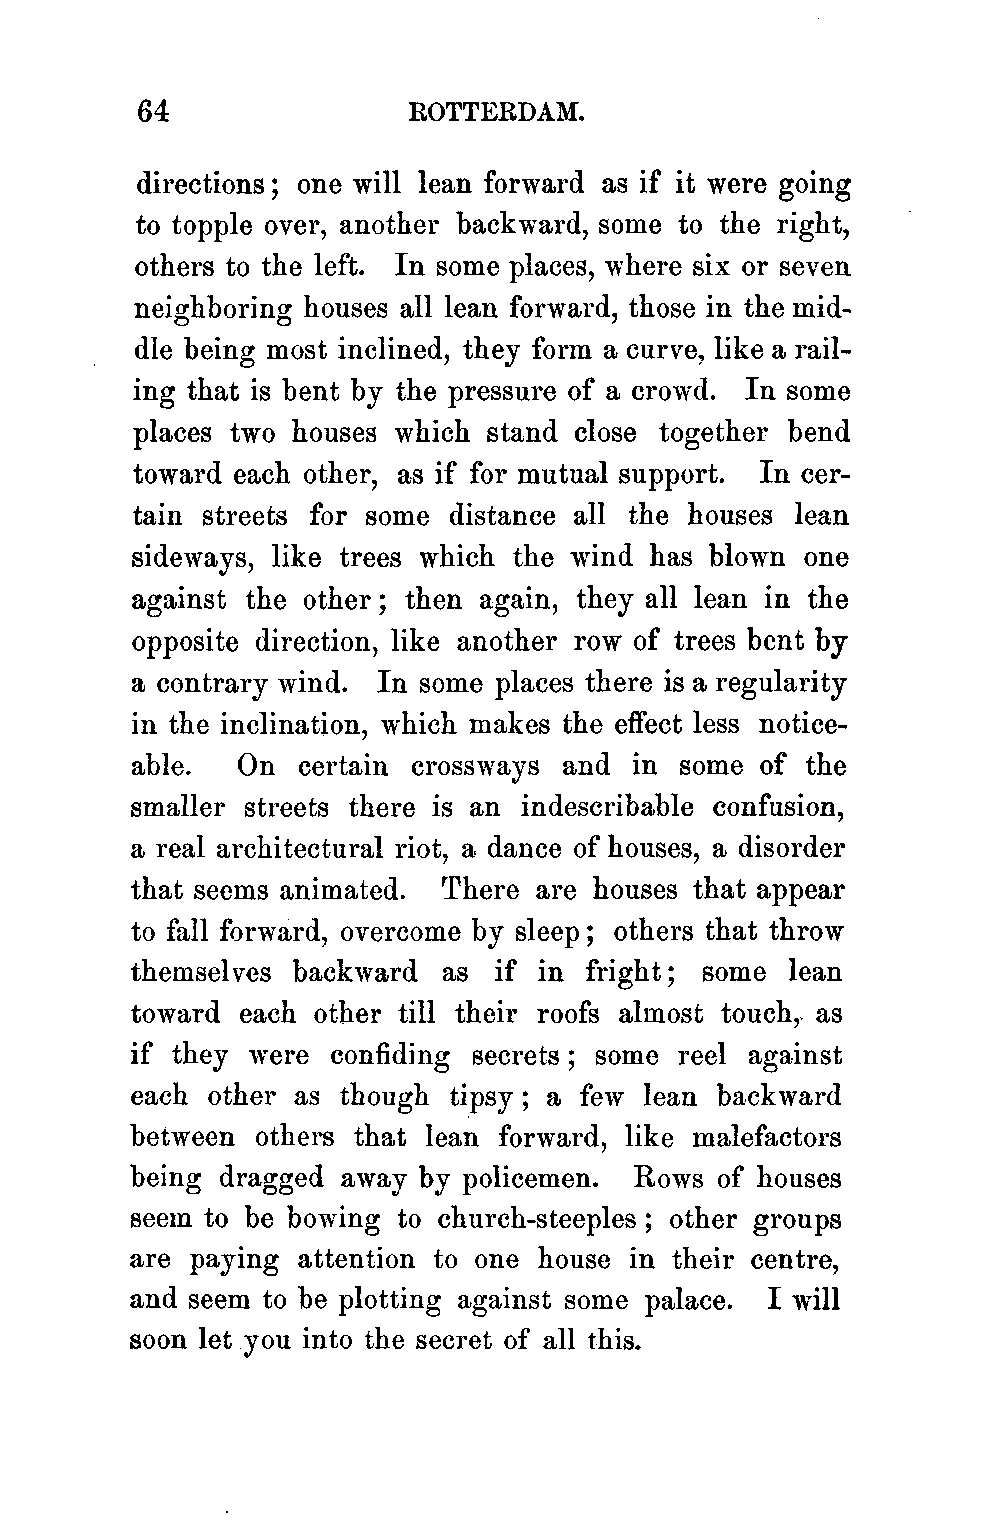 64 ROTTERDAM.
directions; one will lean forward as if it were going
to topple over, another backward, some to the right,
others to the left. In some places, where six or seven
neighboring houses all lean forward, those in the mid-
dle being most inclined, they form a curve, like a rail-
ing that is bent by the pressure of a crowd. In some
places two houses which stand close together bend
toward each other, as if for mutual support. In cer-
tain streets for some distance all the houses lean
sideways, like trees which the wind has blown one
against the other; then again, they all lean in the
opposite direction, like another row of trees bent by
a contrary wind. In some places there is a regularity
in the inclination, which makes the effect less notice-
able. On certain crossways and in some of the
smaller streets there is an indescribable confusion,
a real architectural riot, a dance of houses, a disorder
that seems animated. There are houses that appear
to fall forward, overcome by sleep; others that throw
themselves backward as if in fright; some lean
toward each other till their roofs almost touch, as
if they were confiding secrets; some reel against
each other as though tipsy; a few lean backward
between others that lean forward, like malefactors
being dragged away by policemen. Rows of houses
seem to be bowing to church-steeples; other groups
are paying attention to one house in their centre,
and seem to be plotting against some palace. I will
soon let you into the secret of all this.